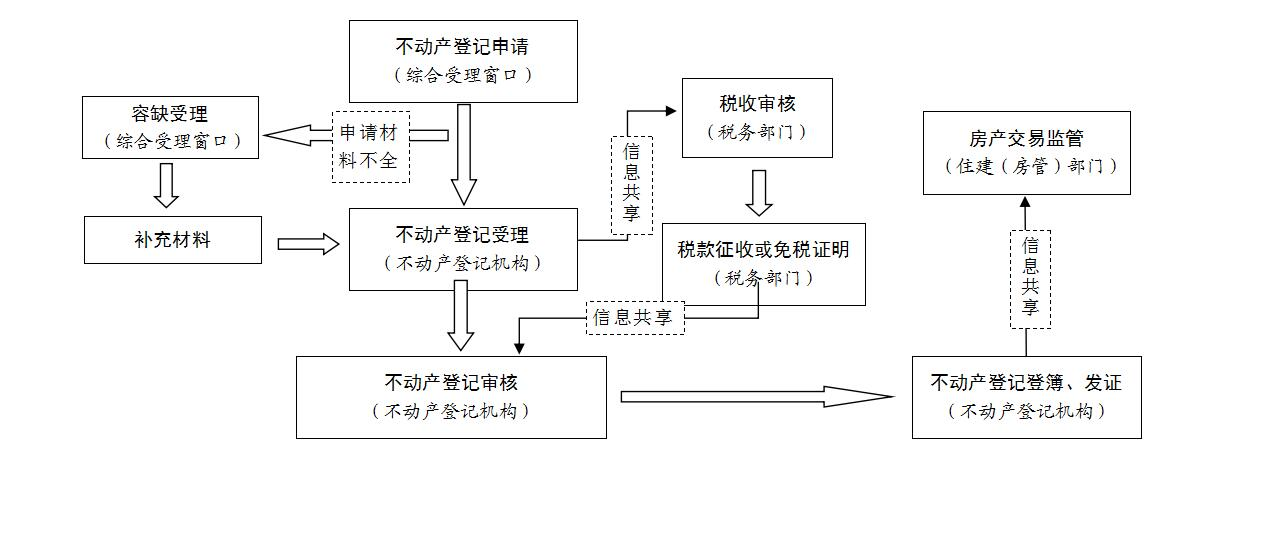 不动产登记申请
（综合受理窗口）
容缺受理
（综合受理窗口）
申请材
料不全
补充材料
不动产登记受理
（不动产登记机构）
信
息
共
享
税收审核
（税务部门）
税款征收或免税证明
（税务部门）
信息共享
不动产登记审核
（不动产登记机构）
不动产登记登簿、发证
（不动产登记机构）
信
息
共
享
房产交易监管
（住建（房管）部门）